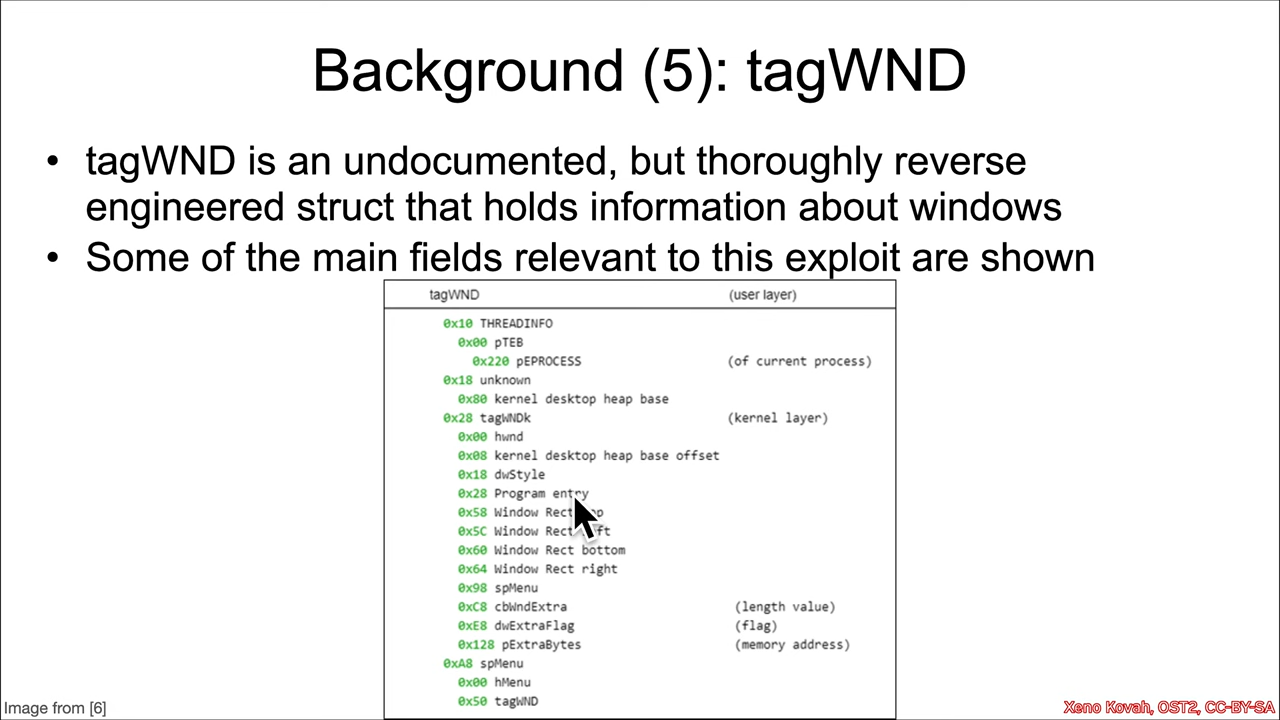 Background (5): tagWND
• tagWND is an undocumented, but thoroughly reverse
engineered struct that holds information about windows
• Some of the main fields relevant to this exploit are shown
tagWND (user layer)
0x10 THREADINFO
0x00 pTEB
0x220 pEPROCESS (of current process)
0x18 unknown
0x80 kernel desktop heap base
0x28 tagWNDk (kernel layer)
0x00 hwnd
0x08 kernel desktop heap base offset
0x18 dwStyle
0x28 Program entry
0x58 Window Rect
0x5C Window Rect
0x60 Window Rect bottom
0x64 Window Rect right
0x98 spMenu
0xC8 cbWndExtra (length value)
0xE8 dwExtraFlag (flag)
0x128 pExtraBytes (memory address)
0xA8 spMenu
0x00 hMenu
0x50 tagWND
Image from [6]
Xeno Kovah, OST2, CC-BY-SA